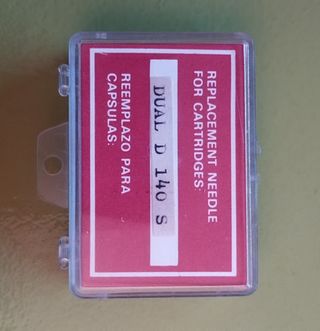 REPLACEMENT NEEDLE
FOR CARTRIDGES:
DUAL D 140 S
REEMPLAZO PARA
CAPSULAS: